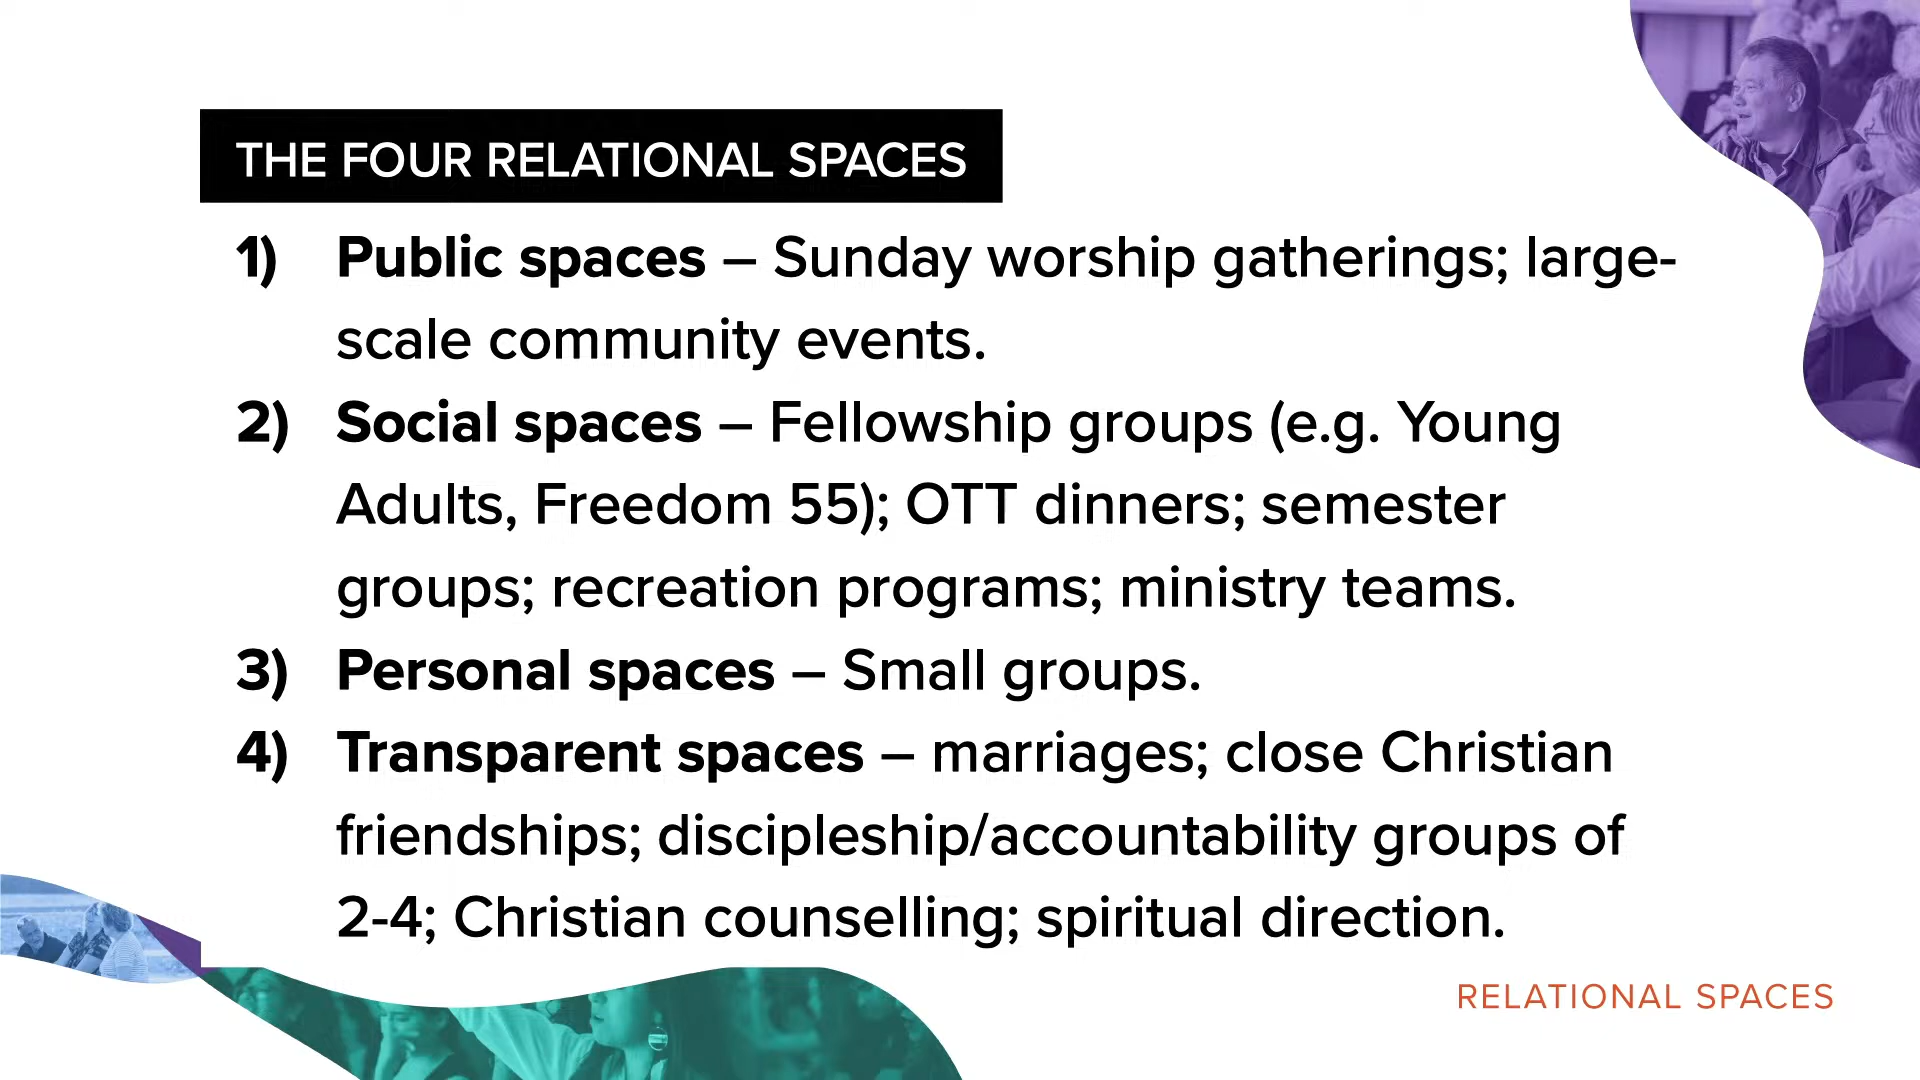 THE FOUR RELATIONAL SPACES
1) Public spaces – Sunday worship gatherings; large-
scale community events.
2) Social spaces – Fellowship groups (e.g. Young
Adults, Freedom 55); OTT dinners; semester
groups; recreation programs; ministry teams.
3) Personal spaces – Small groups.
4) Transparent spaces – marriages; close Christian
friendships; discipleship/accountability groups of
2-4; Christian counselling; spiritual direction.
RELATIONAL SPACES